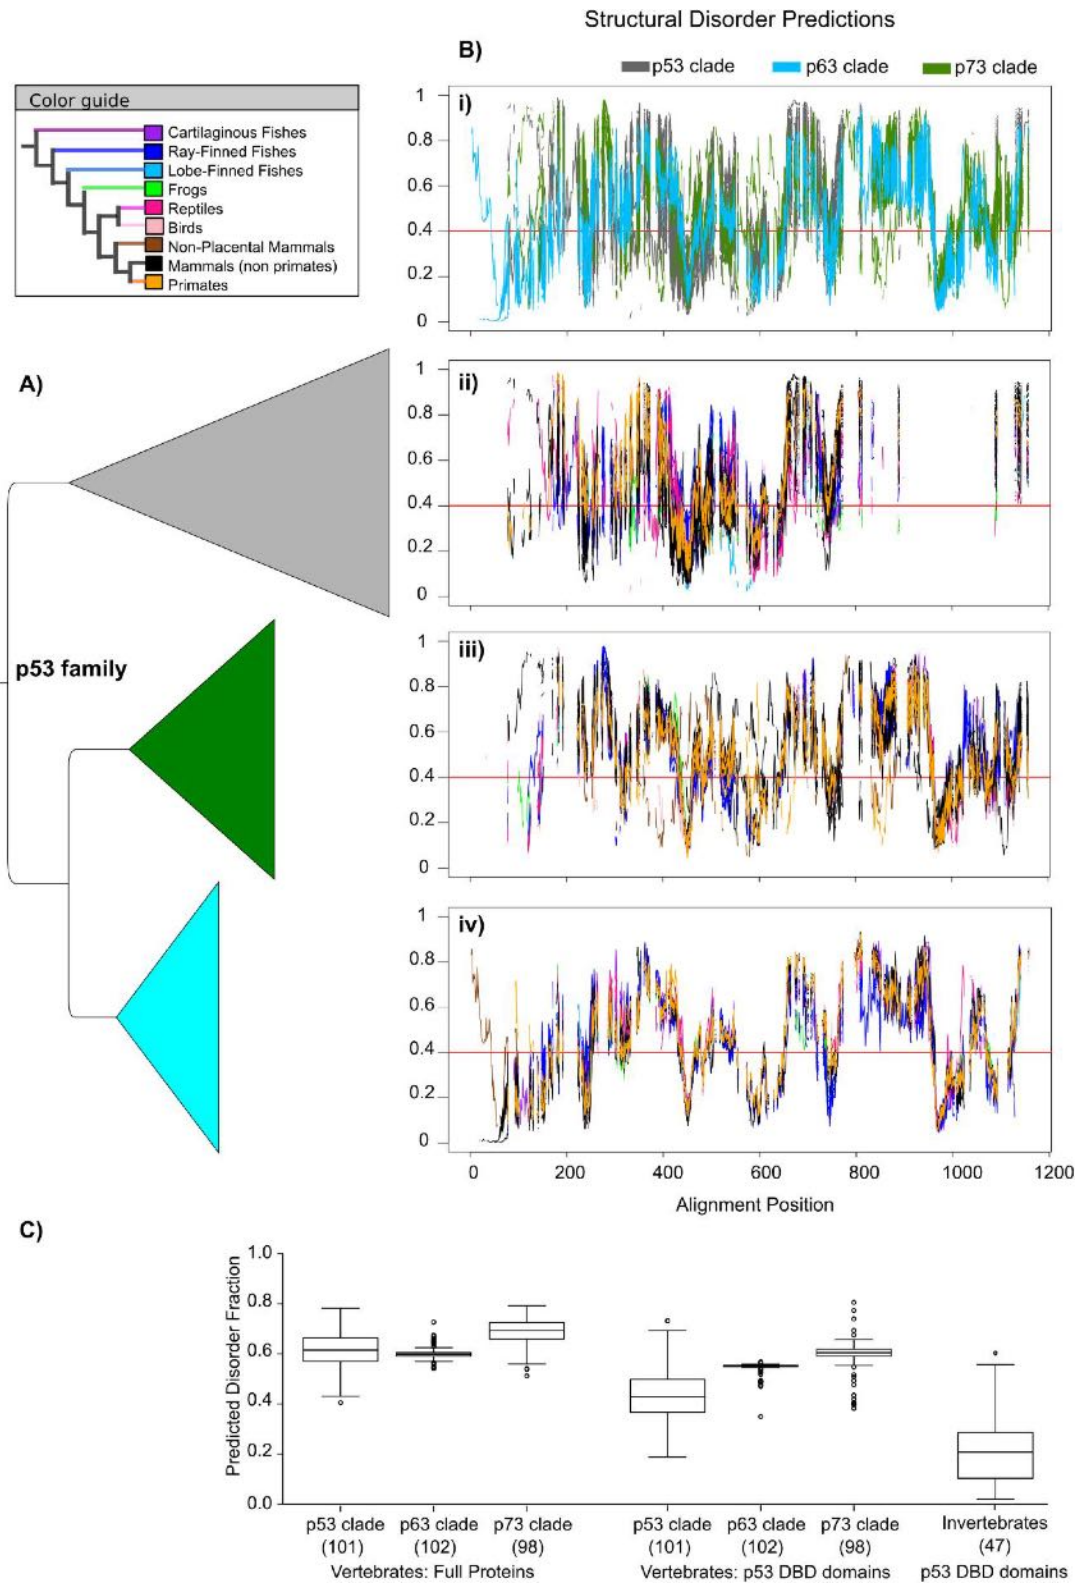 Structural Disorder Predictions
B)
p53 clade p63 clade p73 clade
Color guide
Cartilaginous Fishes
Ray-Finned Fishes
Lobe-Finned Fishes
Frogs
Reptiles
Birds
Non-Placental Mammals
Mammals (non primates)
Primates
i)
1
0.8
0.6
0.4
0.2
0
A)
p53 family
ii)
1
0.8
0.6
0.4
0.2
0
iii)
1
0.8
0.6
0.4
0.2
0
iv)
1
0.8
0.6
0.4
0.2
0
0 200 400 600 800 1000 1200
Alignment Position
C)
Predicted Disorder Fraction
1.0
0.8
0.6
0.4
0.2
0.0
p53 clade p63 clade p73 clade p53 clade p63 clade p73 clade Invertebrates
(101) (102) (98) (101) (102) (98) (47)
Vertebrates: Full Proteins Vertebrates: p53 DBD domains p53 DBD domains